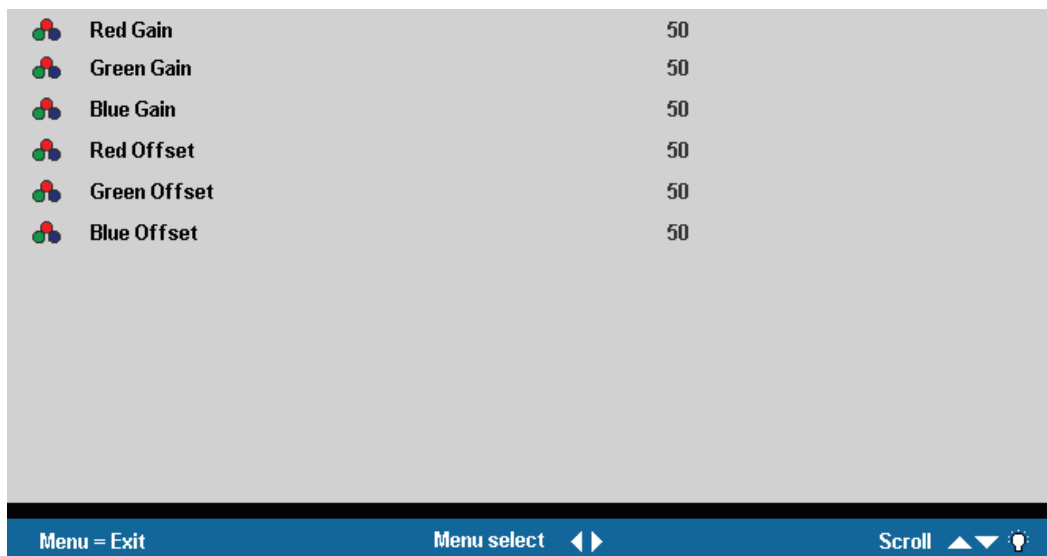 Red Gain 50
Green Gain 50
Blue Gain 50
Red Offset 50
Green Offset 50
Blue Offset 50
Menu = Exit Menu select Scroll